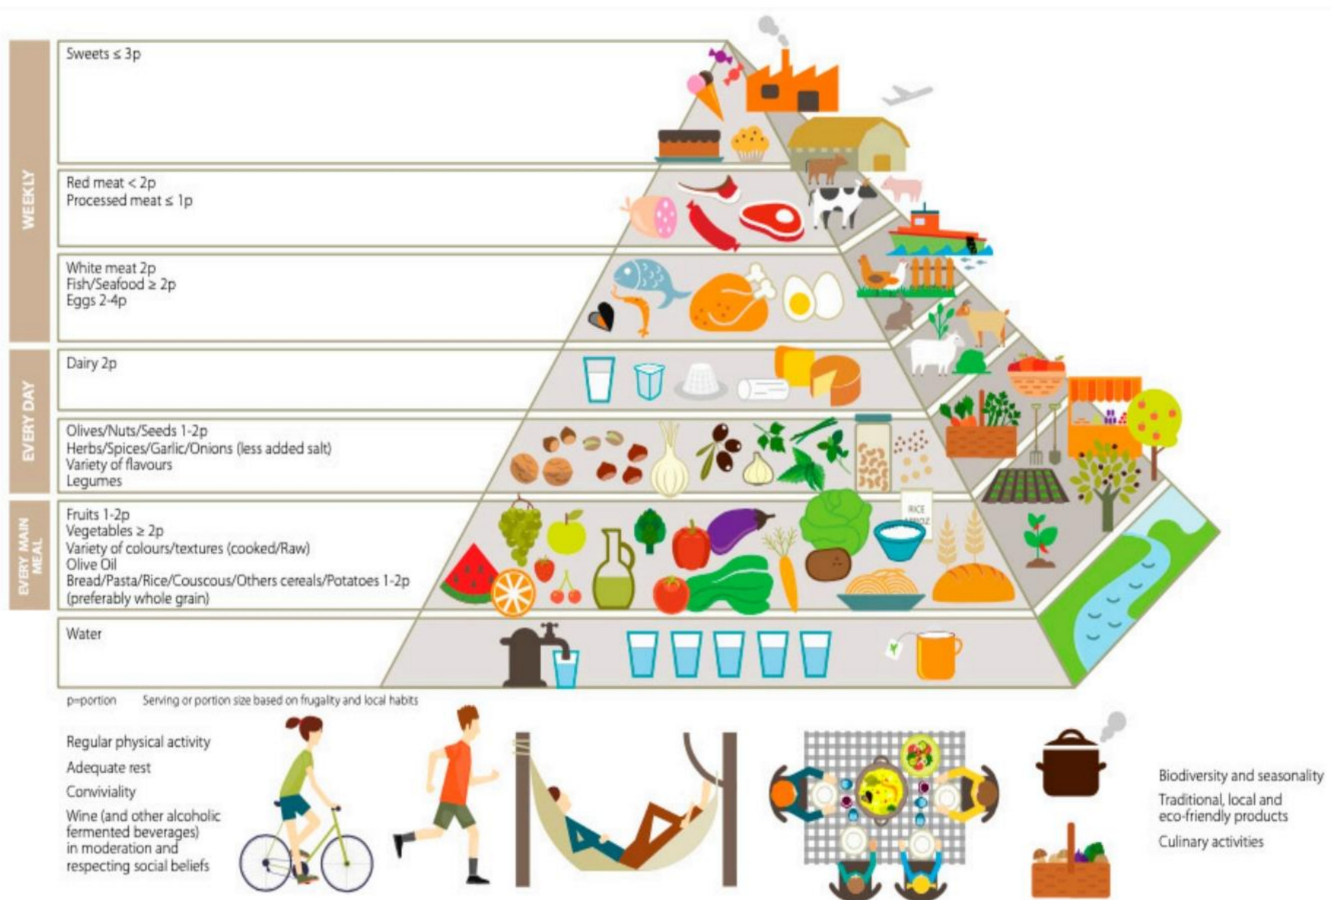 WEEKLY
Sweets ≤ 3p
Red meat < 2p
Processed meat ≤ 1p
White meat 2p
Fish/Seafood ≥ 2p
Eggs 2-4p
EVERY DAY
Dairy 2p
Olives/Nuts/Seeds 1-2p
Herbs/Spices/Garlic/Onions (less added salt)
Variety of flavours
Legumes
EVERY MAIN
MEAL
Fruits 1-2p
Vegetables ≥ 2p
Variety of colours/textures (cooked/Raw)
Olive Oil
Bread/Pasta/Rice/Couscous/Others cereals/Potatoes 1-2p
(preferably whole grain)
RICE
Water
p=portion Serving or portion size based on frugality and local habits
Regular physical activity
Adequate rest
Conviviality
Wine (and other alcoholic
fermented beverages)
in moderation and
respecting social beliefs
Biodiversity and seasonality
Traditional, local and
eco-friendly products
Culinary activities